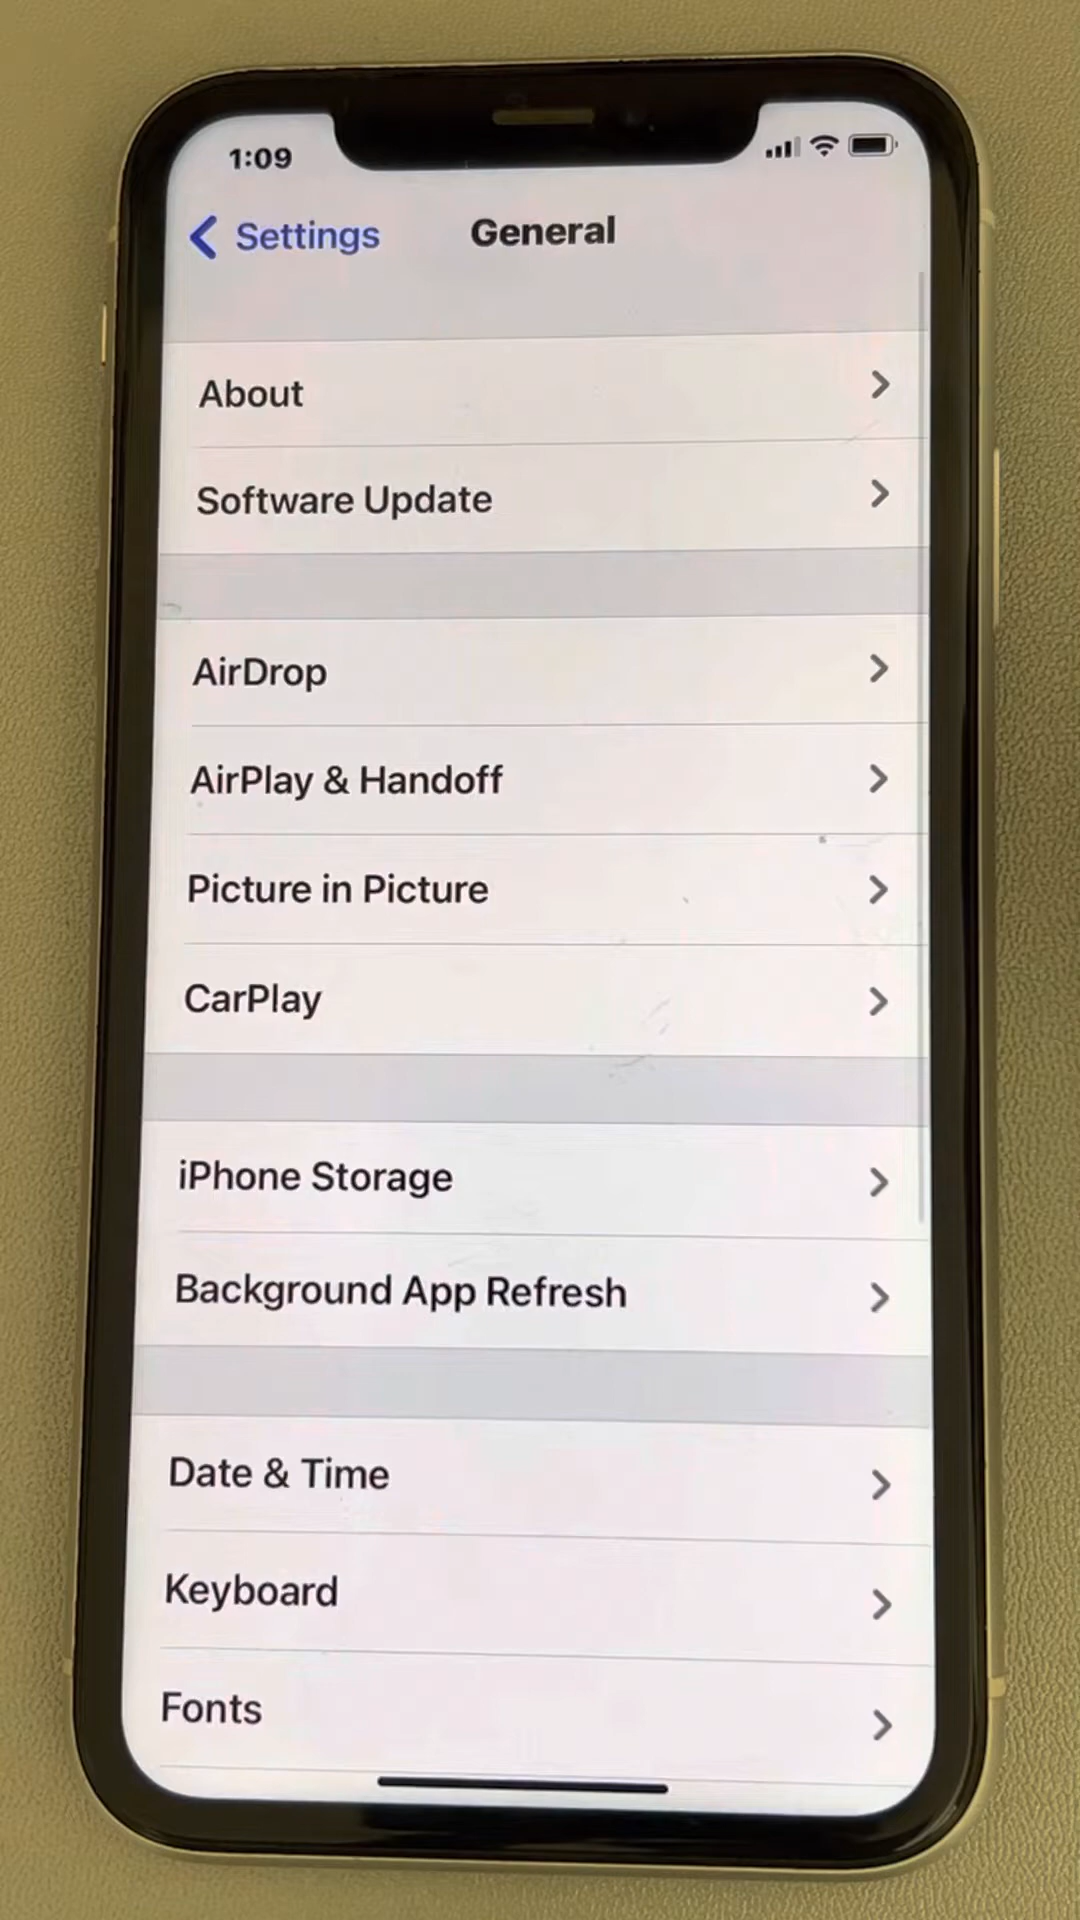 1:09
Settings
General
About
Software Update
AirDrop
AirPlay & Handoff
Picture in Picture
CarPlay
iPhone Storage
Background App Refresh
Date & Time
Keyboard
Fonts